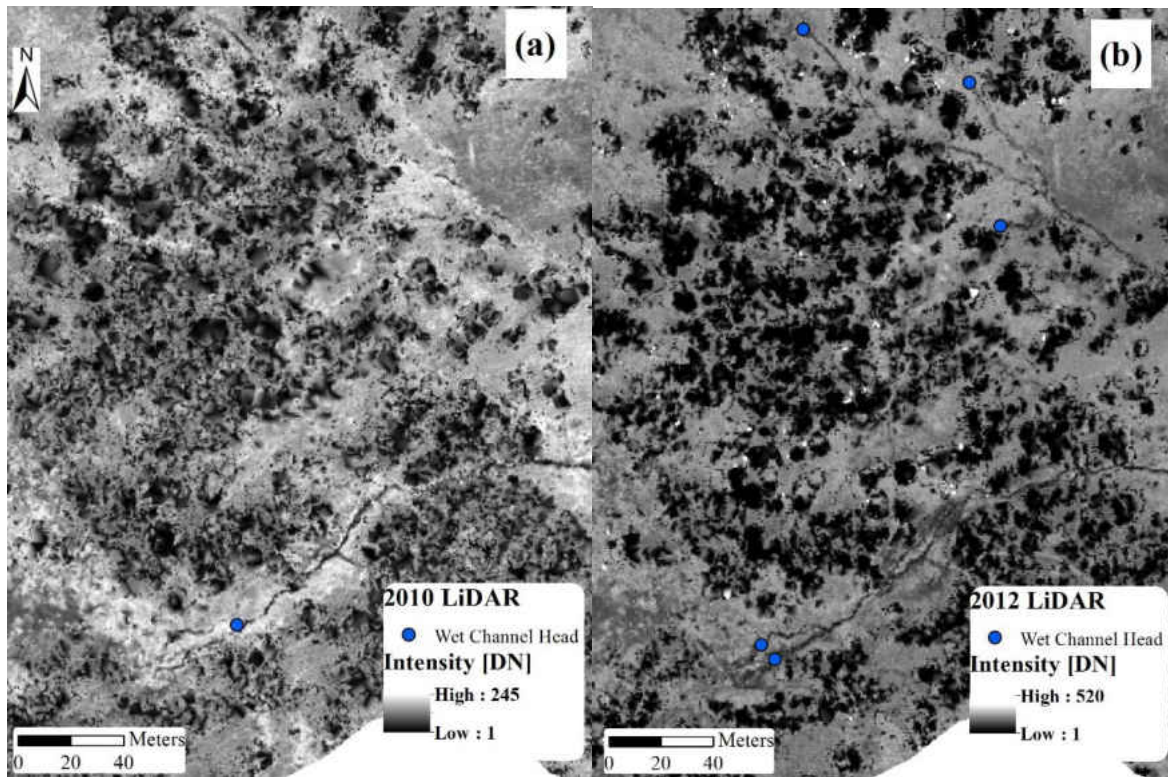 (a)
N
2010 LiDAR
Wet Channel Head
Intensity [DN]
High : 245
Low : 1
Meters
0 20 40
(b)
2012 LiDAR
Wet Channel Head
Intensity [DN]
High : 520
Low : 1
Meters
0 20 40